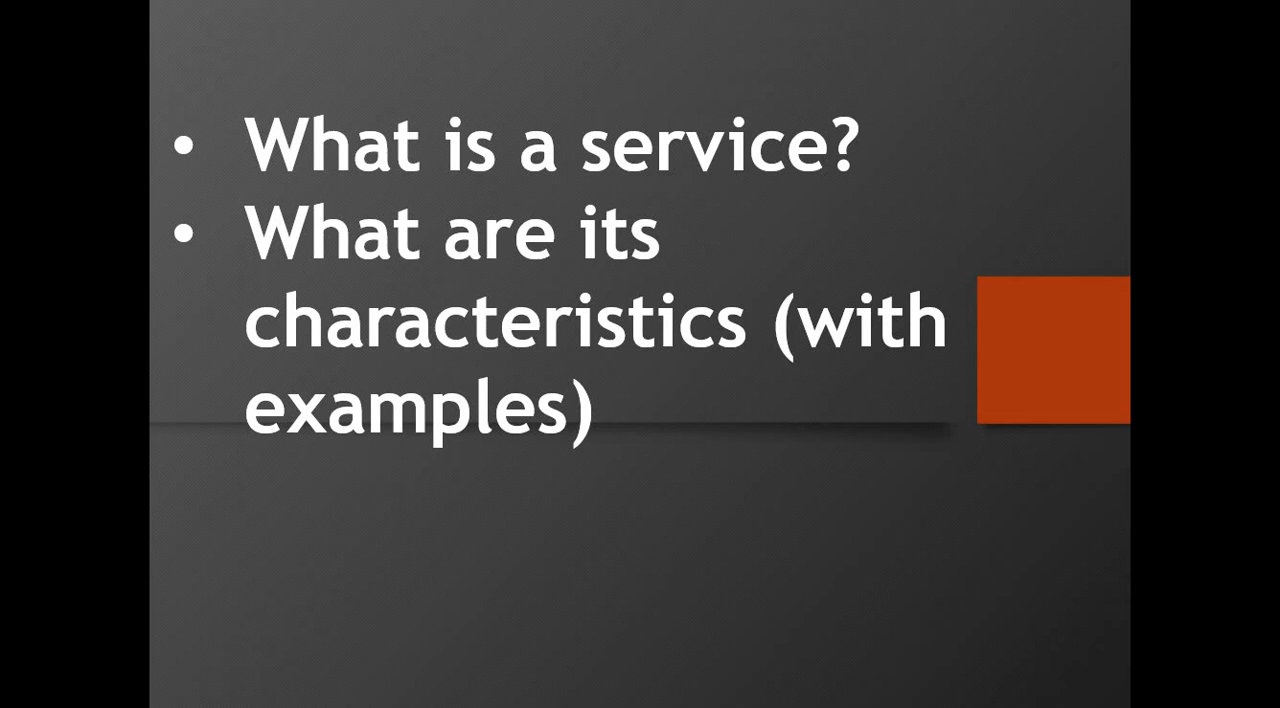 • What is a service?
• What are its
characteristics (with
examples)